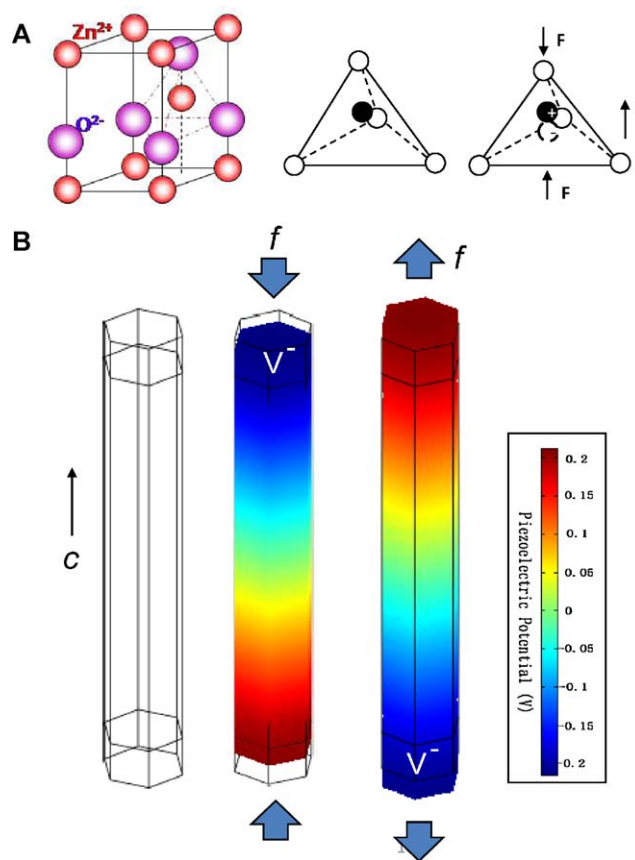 A
Zn2+
O2-
F
+
-
F
B
f
f
V-
c
V-
Piezoelectric Potential (V)
0.2
0.15
0.1
0.05
0
0.05
-0.1
-0.15
0.2